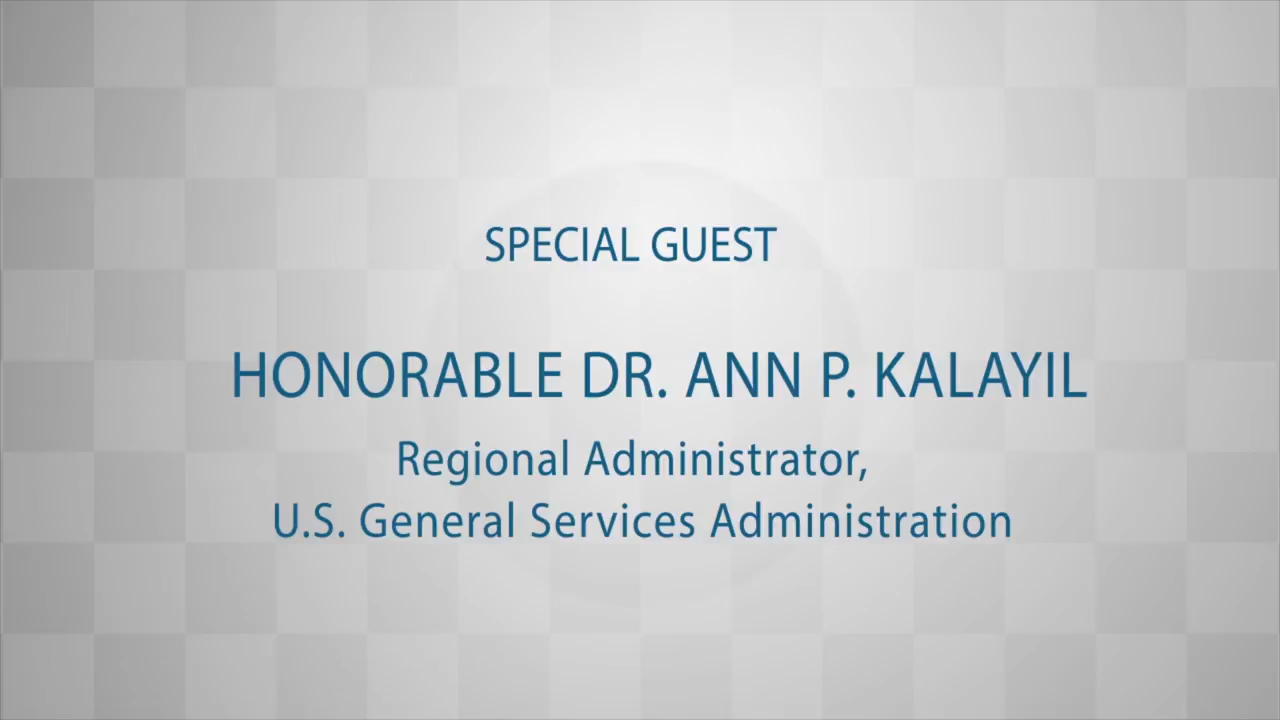 SPECIAL GUEST
HONORABLE DR. ANN P. KALAYIL
Regional Administrator,
U.S. General Services Administration